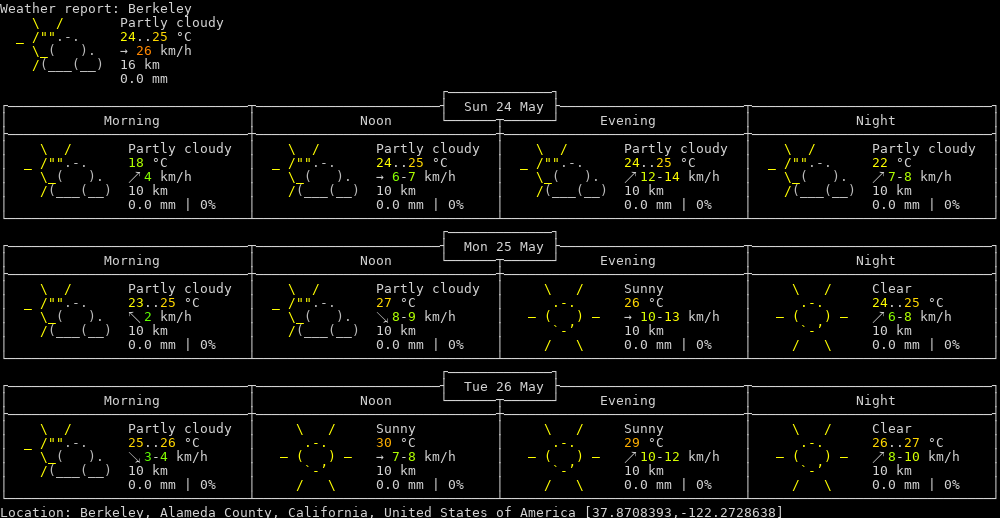 Weather report: Berkeley
Partly cloudy
24..25 °C
→ 26 km/h
16 km
0.0 mm
Sun 24 May
Morning Noon Evening Night
Partly cloudy Partly cloudy Partly cloudy Partly cloudy
18 °C 24..25 °C 24..25 °C 22 °C
↗ 4 km/h → 6-7 km/h ↗ 12-14 km/h ↗ 7-8 km/h
10 km 10 km 10 km 10 km
0.0 mm | 0% 0.0 mm | 0% 0.0 mm | 0% 0.0 mm | 0%
Mon 25 May
Morning Noon Evening Night
Partly cloudy Partly cloudy Sunny Clear
23..25 °C 27 °C 26 °C 24..25 °C
↖ 2 km/h ↘ 8-9 km/h → 10-13 km/h ↗ 6-8 km/h
10 km 10 km 10 km 10 km
0.0 mm | 0% 0.0 mm | 0% 0.0 mm | 0% 0.0 mm | 0%
Tue 26 May
Morning Noon Evening Night
Partly cloudy Sunny Sunny Clear
25..26 °C 30 °C 29 °C 26..27 °C
↘ 3-4 km/h → 7-8 km/h ↗ 10-12 km/h ↗ 8-10 km/h
10 km 10 km 10 km 10 km
0.0 mm | 0% 0.0 mm | 0% 0.0 mm | 0% 0.0 mm | 0%
Location: Berkeley, Alameda County, California, United States of America [37.8708393,-122.2728638]